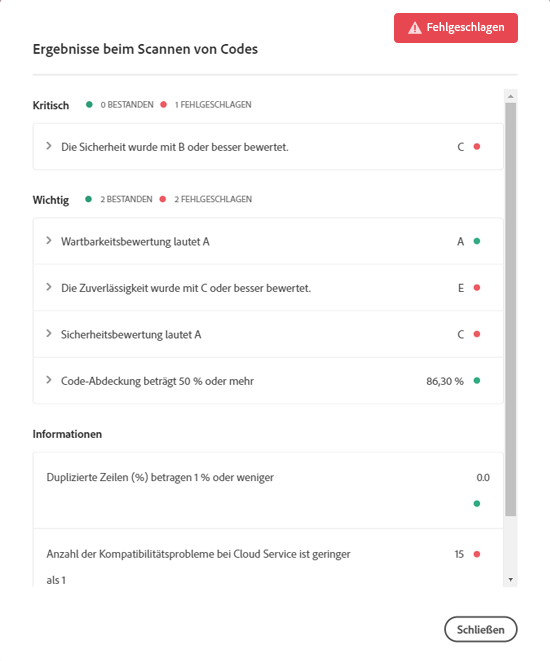 Fehlgeschlagen
Ergebnisse beim Scannen von Codes
Kritisch 0 BESTANDEN 1 FEHLGESCHLAGEN
Die Sicherheit wurde mit B oder besser bewertet. C
Wichtig 2 BESTANDEN 2 FEHLGESCHLAGEN
Wartbarkeitsbewertung lautet A A
Die Zuverlässigkeit wurde mit C oder besser bewertet. E
Sicherheitsbewertung lautet A C
Code-Abdeckung beträgt 50 % oder mehr 86,30 %
Informationen
Duplizierte Zeilen (%) betragen 1 % oder weniger 0.0
Anzahl der Kompatibilitätsprobleme bei Cloud Service ist geringer 15
als 1
Schließen